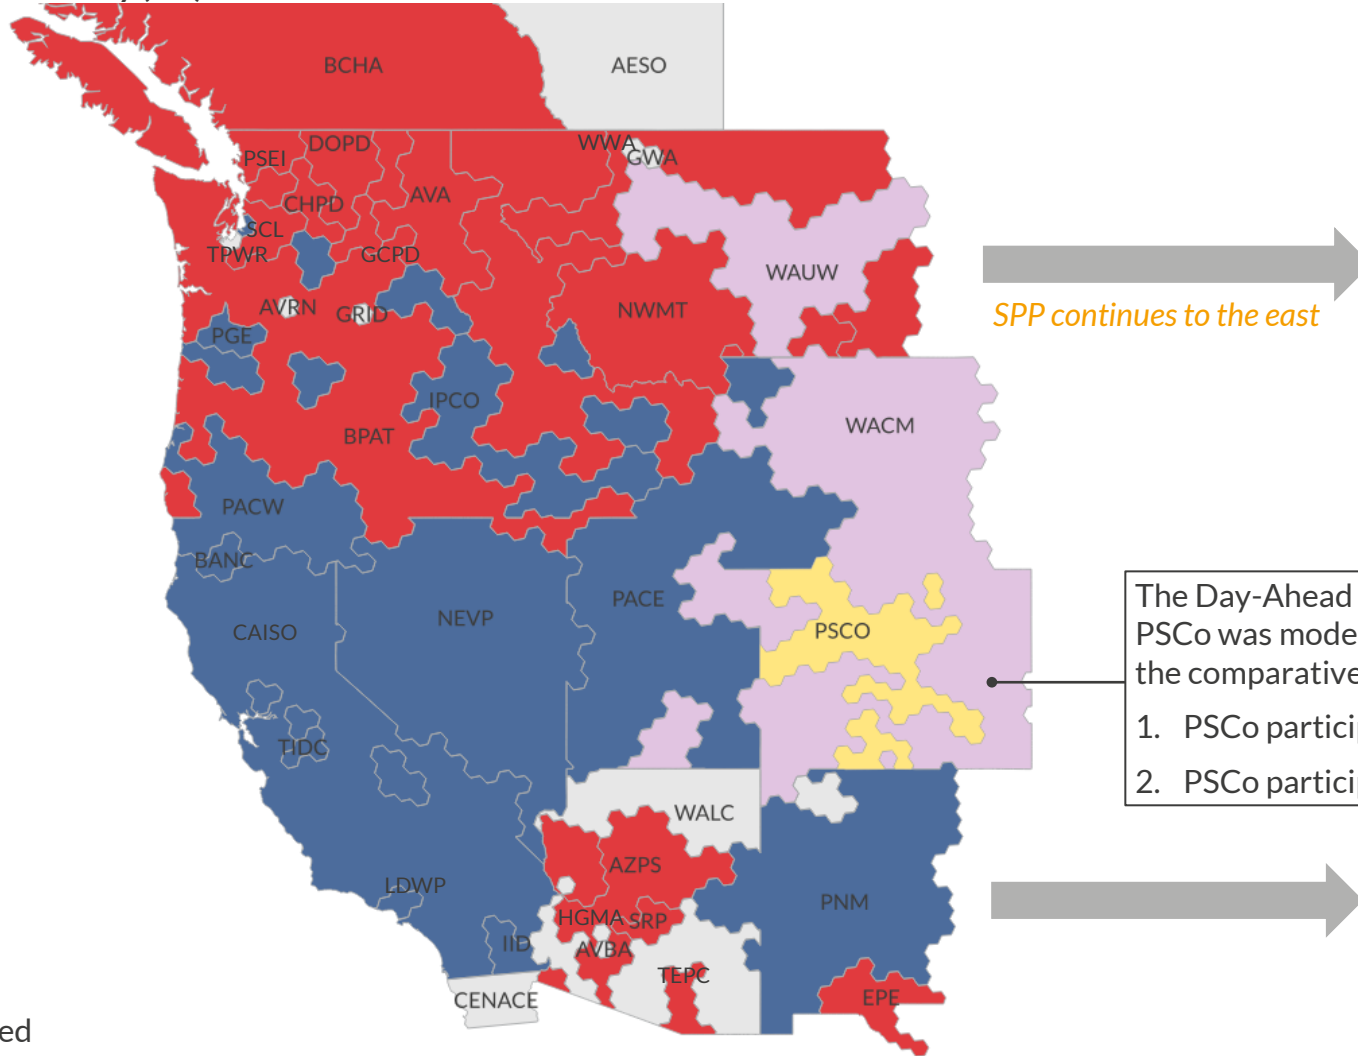 BCHA
AESO
DOPD
WWA
GWA
PSEI
AVA
CHPD
SCL
TPWR
GCPD
WAUW
AVRN
GRID
NWMT
SPP continues to the east
PGE
IPCO
WACM
BPAT
PACW
BANC
PACE
The Day-Ahead
NEVP
CAISO
PSCO
PSCo was mode
the comparative
1. PSCo partici
TIDC
2. PSCo partici
WALC
AZPS
LDWP
PNM
HGMA
SRP
IID
AVBA
TEPC
CENACE
EPE
ed